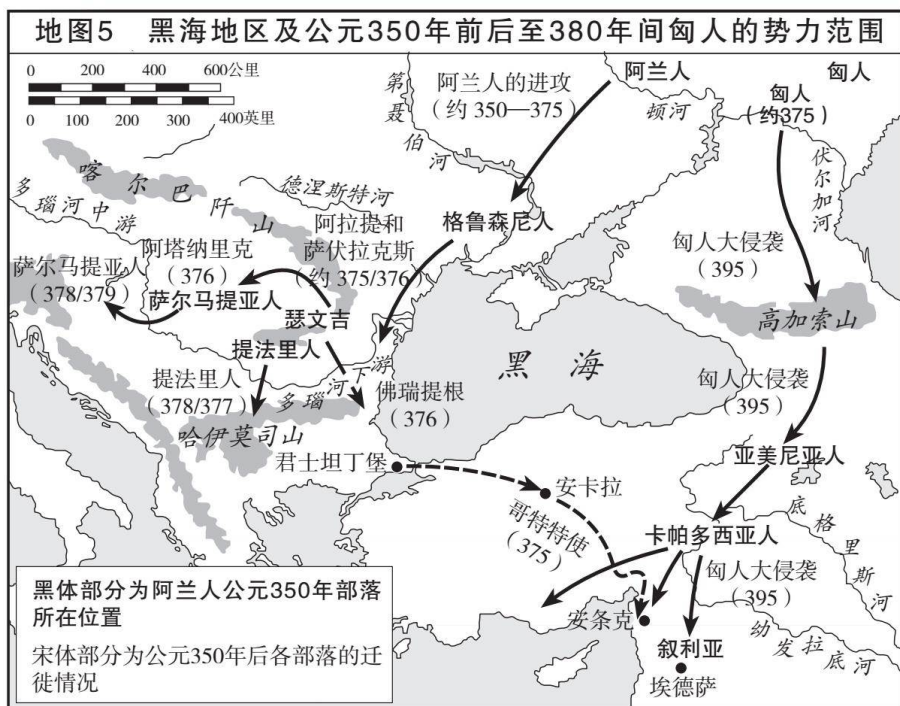 地图5 黑海地区及公元350年前后至380年间匈人的势力范围
0 200 400 600公里
0 100 200 300 400英里
第聂伯河
阿兰人的进攻
（约 350—375）
阿兰人
顿河
匈人
匈人
（约375）
伏尔加河
喀尔巴阡山
多瑙河中游
德涅斯特河
阿拉提和
萨伏拉克斯
（约 375/376）
格鲁森尼人
匈人大侵袭
（395）
阿塔纳里克
（376）
萨尔马提亚人
（378/379）
萨尔马提亚人
瑟文吉
高加索山
提法里人
黑海
提法里人
（378/377）
多瑙河下游
佛瑞提根
（376）
匈人大侵袭
（395）
哈伊莫司山
君士坦丁堡
亚美尼亚人
安卡拉
底格里斯河
哥特特使
（375）
卡帕多西亚人
匈人大侵袭
（395）
安条克
幼发拉底河
叙利亚
埃德萨
黑体部分为阿兰人公元350年部落
所在位置
宋体部分为公元350年后各部落的迁
徙情况